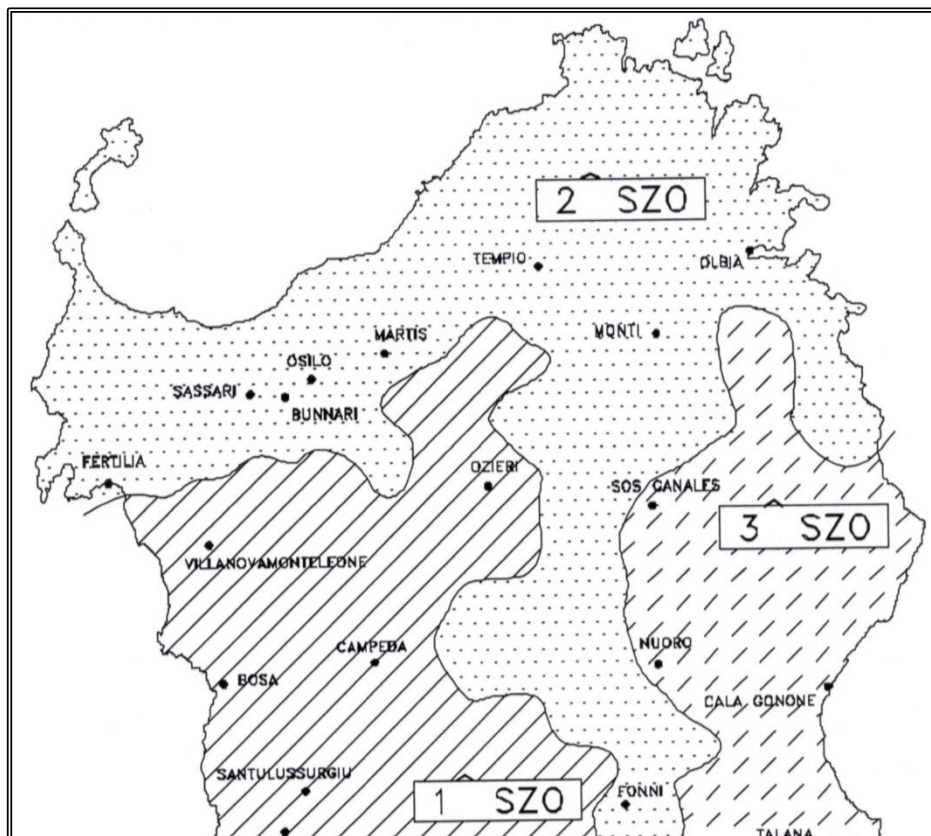 2 SZO
TEMPIO
OLBIA
MONTI
MARTIS
OSILO
SASSARI
BUNNARI
FERTILIA
OZIERI
SOS CANALES
3 SZO
VILLANOVAMONTELEONE
NUORO
CAMPEDA
BOSA
CALA GONONE
SANTULUSSURGIU
1 SZO
FONNI
TALANA